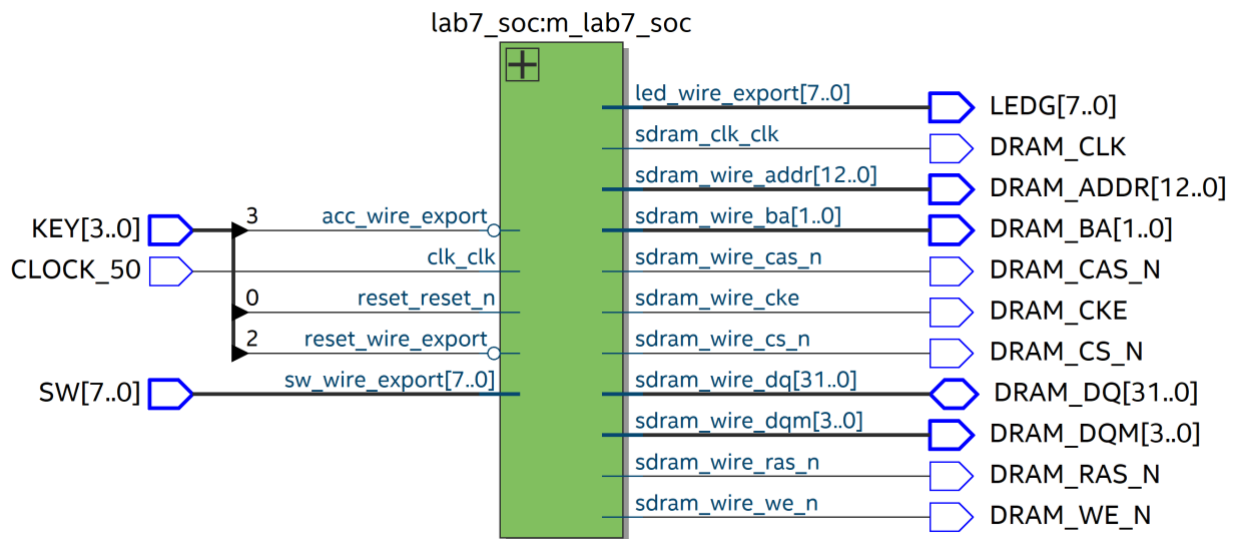 lab7_soc:m_lab7_soc
led_wire_export[7..0] LEDG[7..0]
sdram_clk_clk DRAM_CLK
sdram_wire_addr[12..0] DRAM_ADDR[12..0]
KEY[3..0] 3 acc_wire_export sdram_wire_ba[1..0] DRAM_BA[1..0]
CLOCK_50 clk_clk sdram_wire_cas_n DRAM_CAS_N
0 reset_reset_n sdram_wire_cke DRAM_CKE
2 reset_wire_export sdram_wire_cs_n DRAM_CS_N
SW[7..0] sw_wire_export[7..0] sdram_wire_dq[31..0] DRAM_DQ[31..0]
sdram_wire_dqm[3..0] DRAM_DQM[3..0]
sdram_wire_ras_n DRAM_RAS_N
sdram_wire_we_n DRAM_WE_N